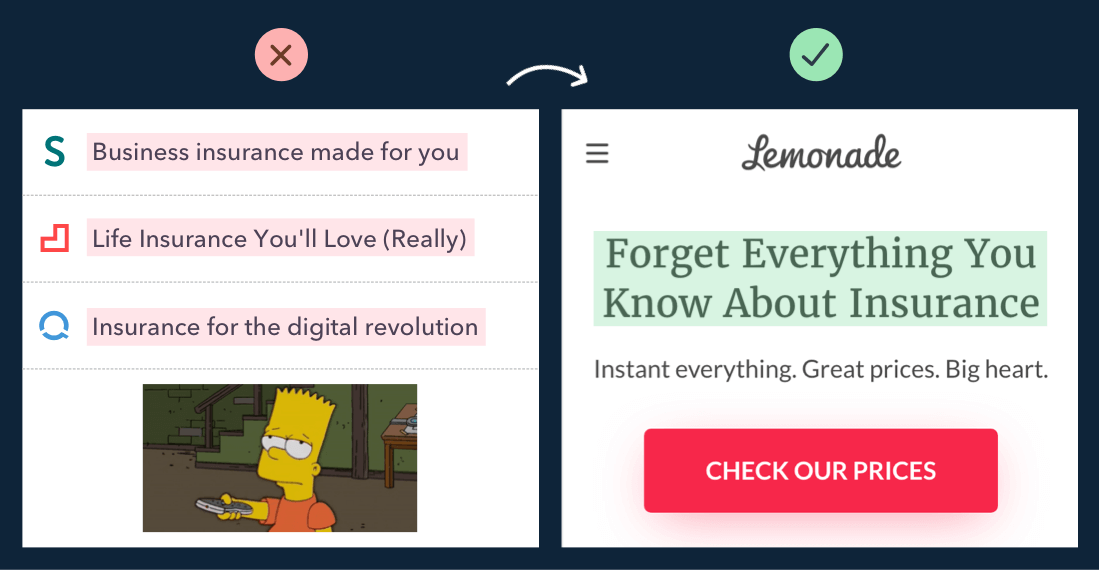 Business insurance made for you
Life Insurance You'll Love (Really)
Insurance for the digital revolution
Lemonade
Forget Everything You
Know About Insurance
Instant everything. Great prices. Big heart.
CHECK OUR PRICES